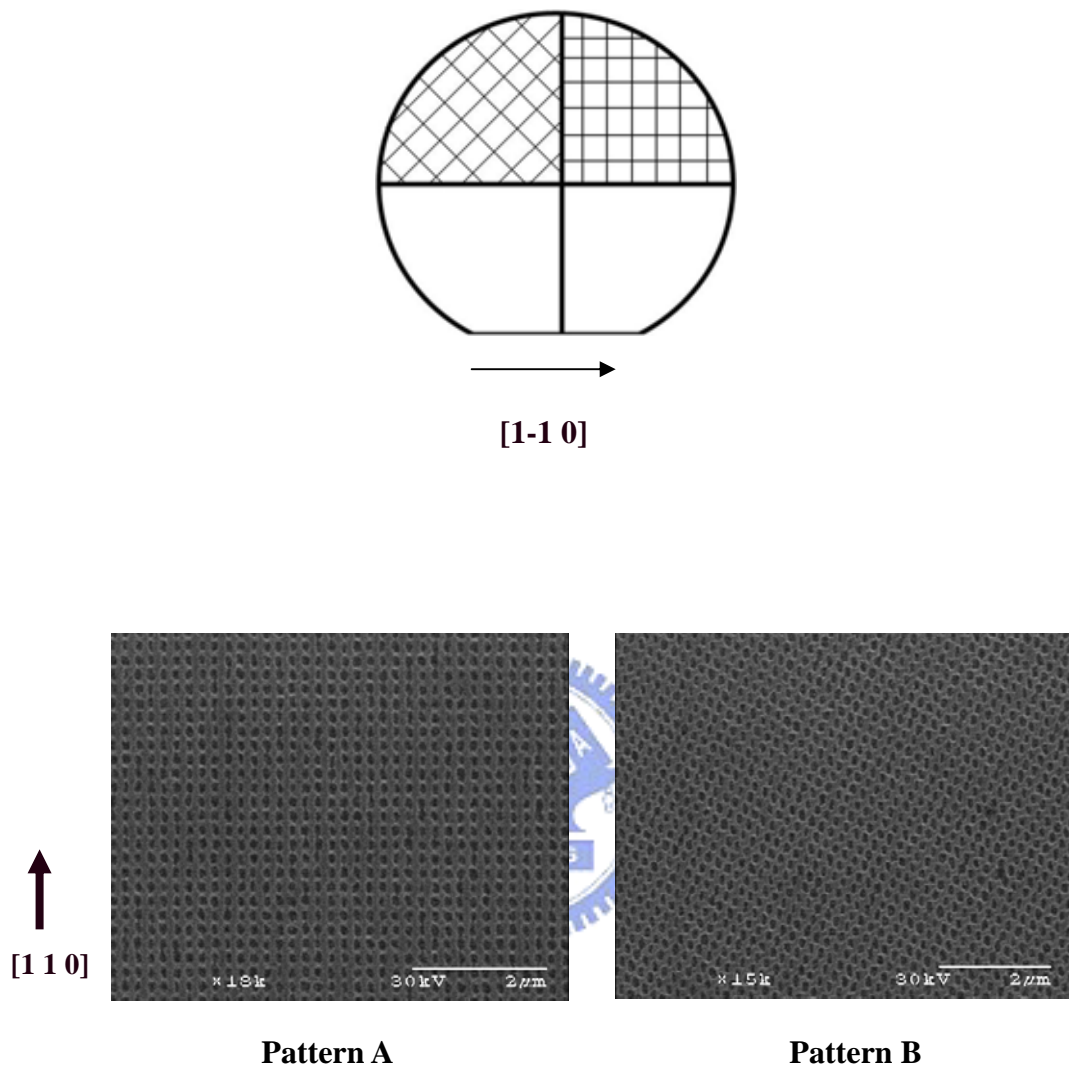 [1-1 0]
[1 1 0]
×18k 30kV 2μm
×15k 30kV 2μm
Pattern A
Pattern B